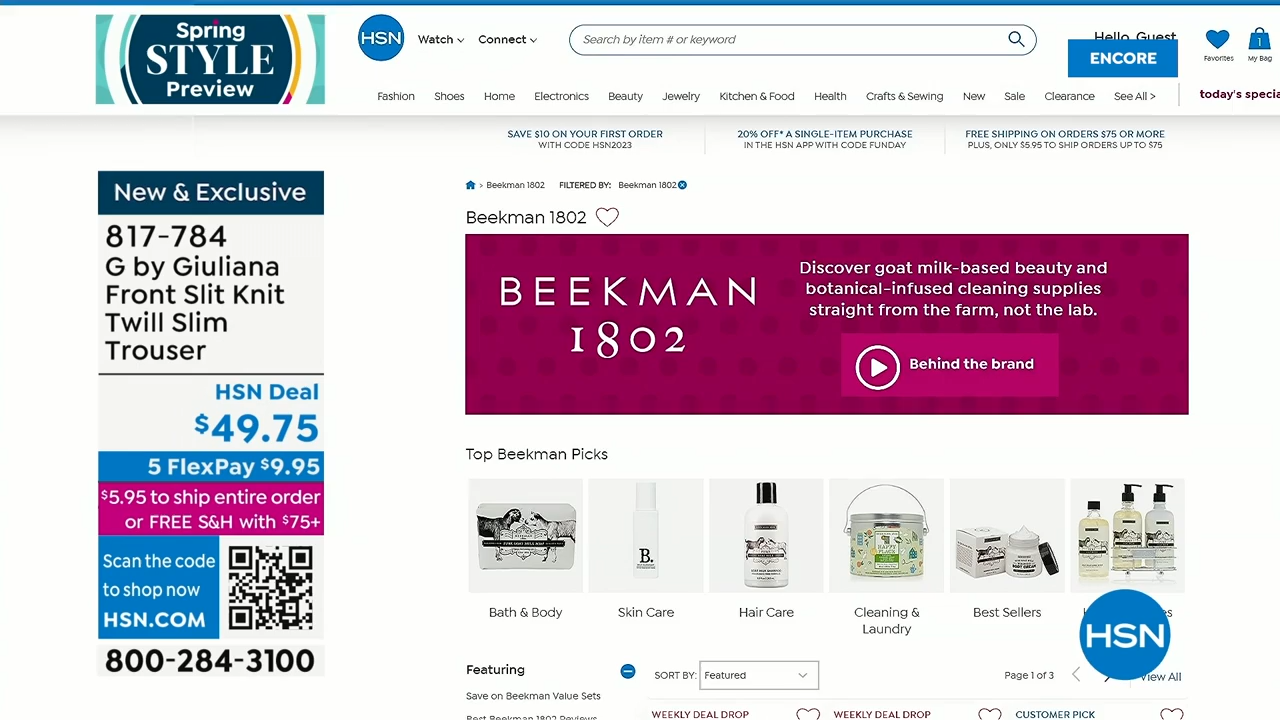 Spring
STYLE
Preview
HSN
Watch
Connect
Search by item # or keyword
Hello, Guest
ENCORE
Favorites
1
My Bag
Fashion
Shoes
Home
Electronics
Beauty
Jewelry
Kitchen & Food
Health
Crafts & Sewing
New
Sale
Clearance
See All >
today's specia
SAVE $10 ON YOUR FIRST ORDER
WITH CODE HSN2023
20% OFF* A SINGLE-ITEM PURCHASE
IN THE HSN APP WITH CODE FUNDAY
FREE SHIPPING ON ORDERS $75 OR MORE
PLUS, ONLY $5.95 TO SHIP ORDERS UP TO $75
New & Exclusive
817-784
G by Giuliana
Front Slit Knit
Twill Slim
Trouser
HSN Deal
$49.75
5 FlexPay $9.95
$5.95 to ship entire order
or FREE S&H with $75+
Scan the code
to shop now
HSN.COM
800-284-3100
> Beekman 1802 FILTERED BY: Beekman 1802
Beekman 1802
BEEKMAN
1802
Discover goat milk-based beauty and
botanical-infused cleaning supplies
straight from the farm, not the lab.
Behind the brand
Top Beekman Picks
B.
Bath & Body
Skin Care
Hair Care
Cleaning &
Laundry
Best Sellers
HSN
Featuring
Save on Beekman Value Sets
Best Beekman 1802 Reviews
SORT BY: Featured
Page 1 of 3
View All
WEEKLY DEAL DROP
WEEKLY DEAL DROP
CUSTOMER PICK